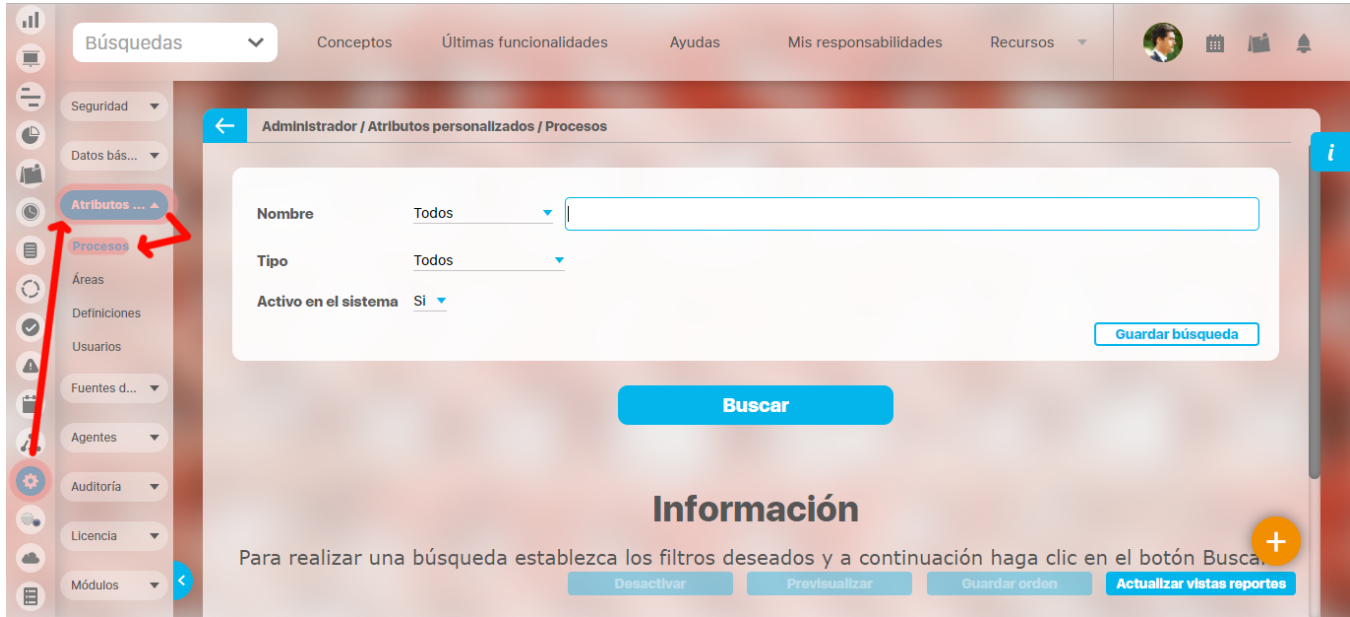 Búsquedas
Conceptos
Últimas funcionalidades
Ayudas
Mis responsabilidades
Recursos
Seguridad
Datos bás...
Atributos ...
Procesos
Áreas
Definiciones
Usuarios
Fuentes d...
Agentes
Auditoría
Licencia
Módulos
Administrador / Atributos personalizados / Procesos
i
Nombre Todos
Tipo Todos
Activo en el sistema Si
Guardar búsqueda
Buscar
Información
Para realizar una búsqueda establezca los filtros deseados y a continuación haga clic en el botón Buscar.
Desactivar Previsualizar Guardar orden Actualizar vistas reportes